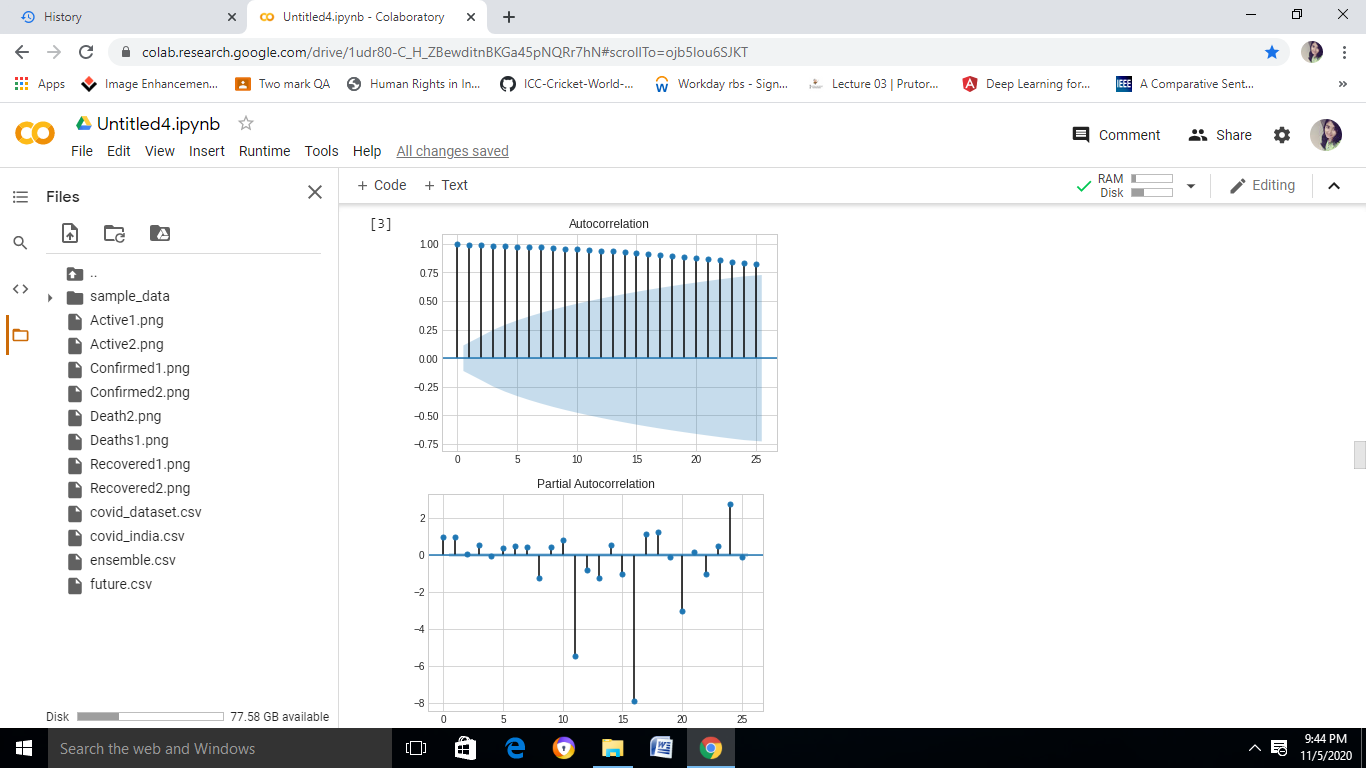 History
Untitled4.ipynb - Colaboratory
colab.research.google.com/drive/1udr80-C_H_ZBewditnBKGa45pNQRr7hN#scrollTo=ojb5Iou6SJKT
Apps Image Enhancemen... Two mark QA Human Rights in In... ICC-Cricket-World-... Workday rbs - Sign... Lecture 03 | Prutor... Deep Learning for... IEEE A Comparative Sent... »
Untitled4.ipynb
File Edit View Insert Runtime Tools Help All changes saved
Comment Share
Files
+ Code + Text
RAM
Disk
Editing
..
sample_data
Active1.png
Active2.png
Confirmed1.png
Confirmed2.png
Death2.png
Deaths1.png
Recovered1.png
Recovered2.png
covid_dataset.csv
covid_india.csv
ensemble.csv
future.csv
Disk 77.58 GB available
[3]
Autocorrelation
1.00
0.75
0.50
0.25
0.00
−0.25
−0.50
−0.75
0 5 10 15 20 25
Partial Autocorrelation
2
0
−2
−4
−6
−8
0 5 10 15 20 25
Search the web and Windows
9:44 PM
11/5/2020